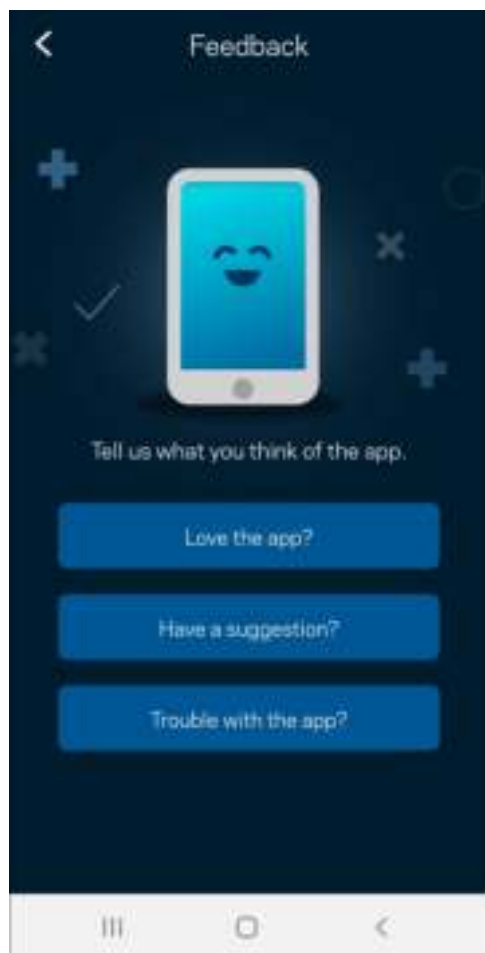 Feedback
Tell us what you think of the app.
Love the app?
Have a suggestion?
Trouble with the app?